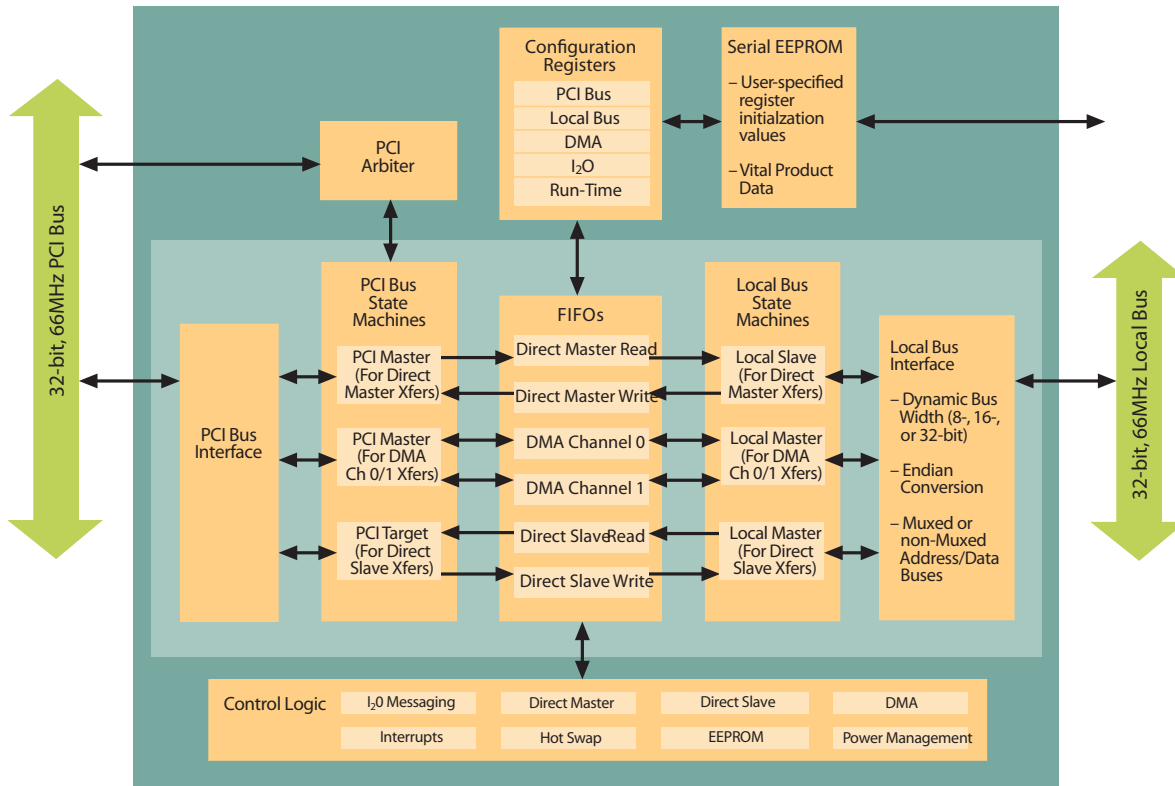 32-bit, 66MHz PCI Bus
Configuration
Registers
PCI Bus
Local Bus
DMA
I₂O
Run-Time
Serial EEPROM
– User-specified
register
initialzation
values
– Vital Product
Data
PCI
Arbiter
PCI Bus
Interface
PCI Bus
State
Machines
PCI Master
(For Direct
Master Xfers)
PCI Master
(For DMA
Ch 0/1 Xfers)
PCI Target
(For Direct
Slave Xfers)
FIFOs
Direct Master Read
Direct Master Write
DMA Channel 0
DMA Channel 1
Direct Slave Read
Direct Slave Write
Local Bus
State
Machines
Local Slave
(For Direct
Master Xfers)
Local Master
(For DMA
Ch 0/1 Xfers)
Local Master
(For Direct
Slave Xfers)
Local Bus
Interface
– Dynamic Bus
Width (8-, 16-,
or 32-bit)
– Endian
Conversion
– Muxed or
non-Muxed
Address/Data
Buses
32-bit, 66MHz Local Bus
Control Logic
I₂0 Messaging
Direct Master
Direct Slave
DMA
Interrupts
Hot Swap
EEPROM
Power Management